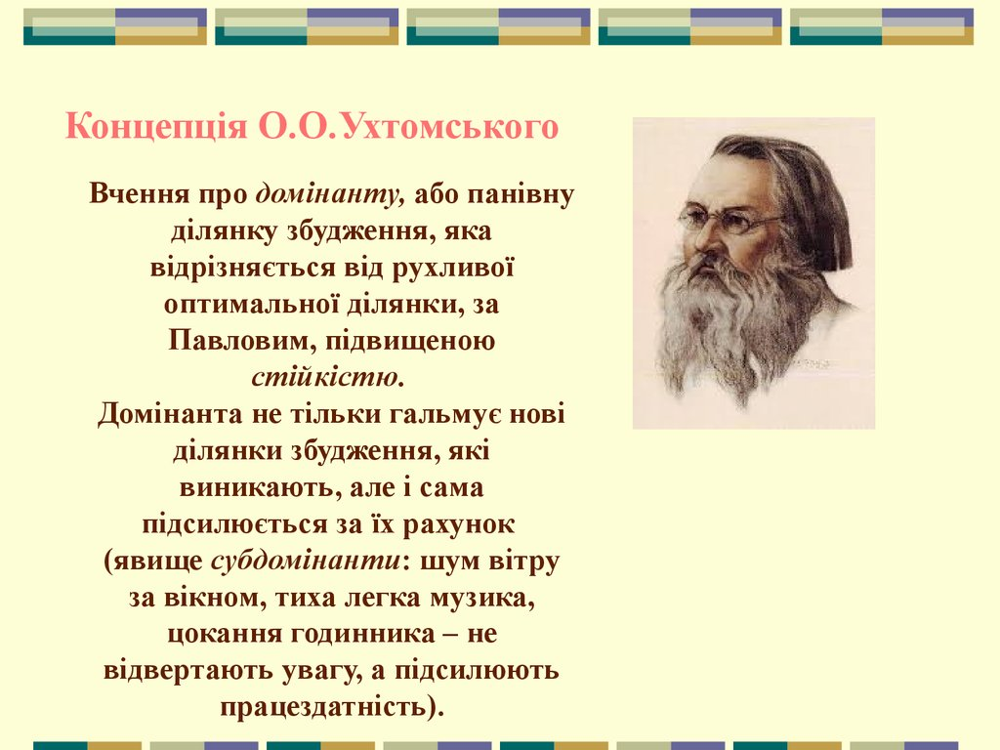 Концепція О.О.Ухтомського
Вчення про домінанту, або панівну
ділянку збудження, яка
відрізняється від рухливої
оптимальної ділянки, за
Павловим, підвищеною
стійкістю.
Домінанта не тільки гальмує нові
ділянки збудження, які
виникають, але і сама
підсилюється за їх рахунок
(явище субдомінанти: шум вітру
за вікном, тиха легка музика,
цокання годинника – не
відвертають увагу, а підсилюють
працездатність).